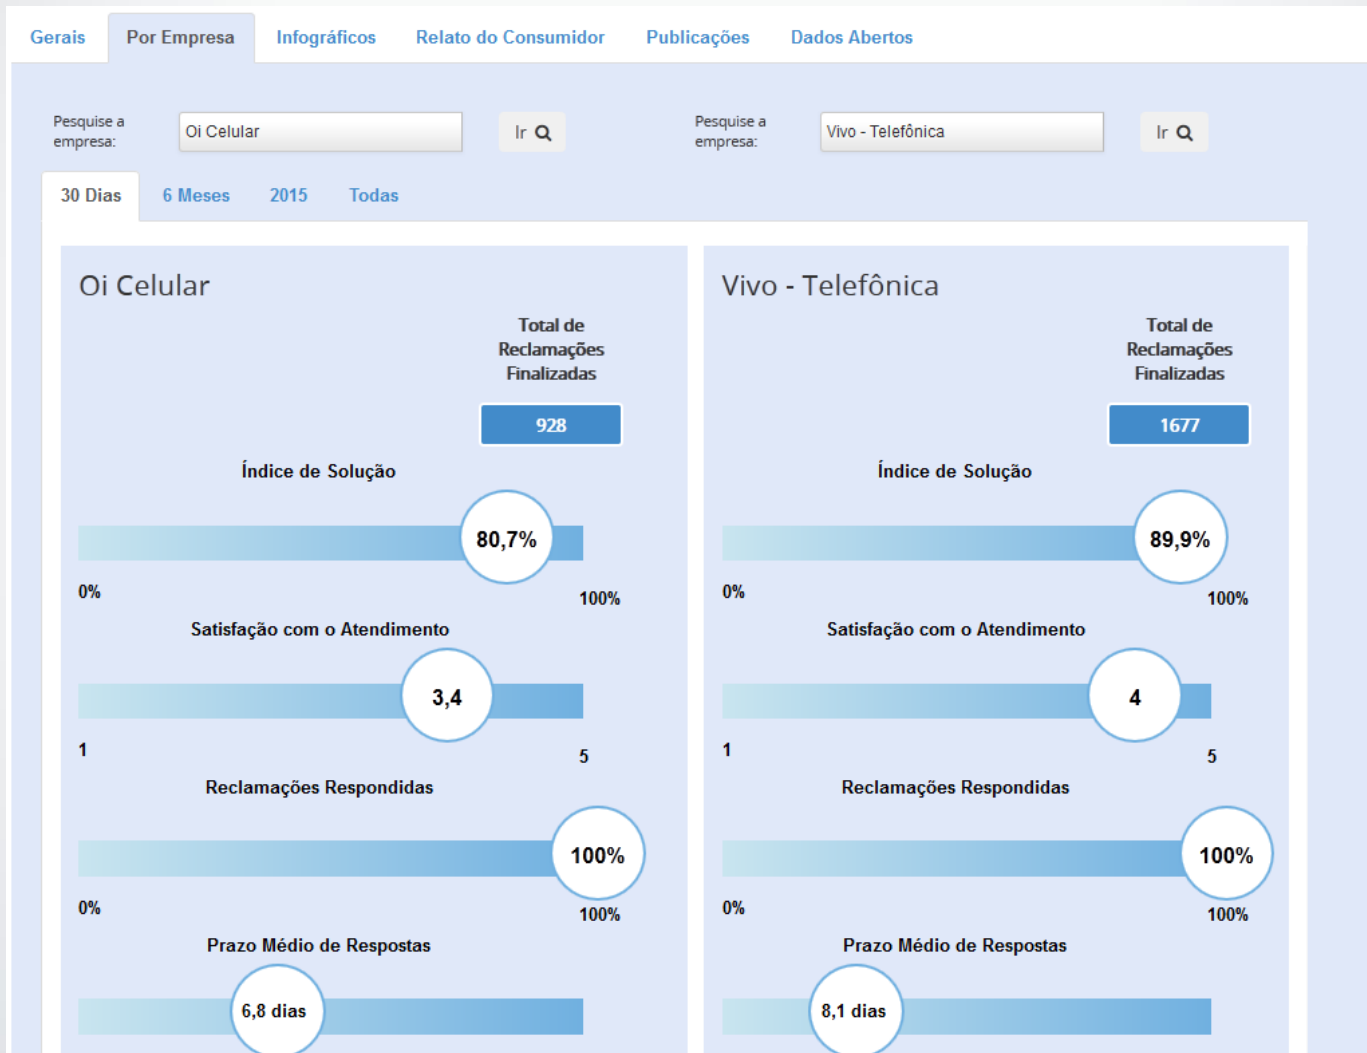 Gerais Por Empresa Infográficos Relato do Consumidor Publicações Dados Abertos
Pesquise a
empresa:
Oi Celular
Ir
Pesquise a
empresa:
Vivo - Telefônica
Ir
30 Dias 6 Meses 2015 Todas
Oi Celular
Total de
Reclamações
Finalizadas
928
Índice de Solução
80,7%
0%
100%
Satisfação com o Atendimento
3,4
1
5
Reclamações Respondidas
100%
0%
100%
Prazo Médio de Respostas
6,8 dias
Vivo - Telefônica
Total de
Reclamações
Finalizadas
1677
Índice de Solução
89,9%
0%
100%
Satisfação com o Atendimento
4
1
5
Reclamações Respondidas
100%
0%
100%
Prazo Médio de Respostas
8,1 dias